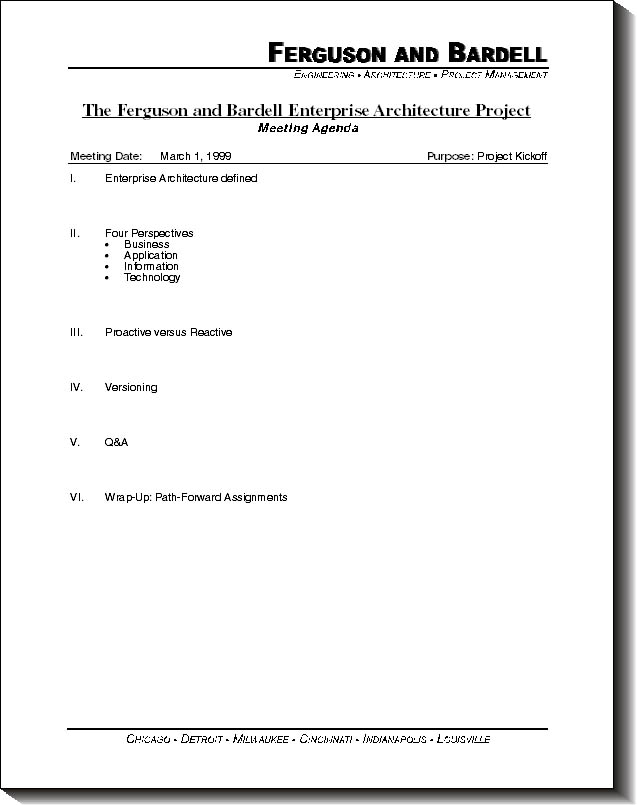 FERGUSON AND BARDELL
ENGINEERING • ARCHITECTURE • PROJECT MANAGEMENT
The Ferguson and Bardell Enterprise Architecture Project
Meeting Agenda
Meeting Date: March 1, 1999 Purpose: Project Kickoff
I. Enterprise Architecture defined
II. Four Perspectives
• Business
• Application
• Information
• Technology
III. Proactive versus Reactive
IV. Versioning
V. Q&A
VI. Wrap-Up: Path-Forward Assignments
CHICAGO • DETROIT • MILWAUKEE • CINCINNATI • INDIANAPOLIS • LOUISVILLE